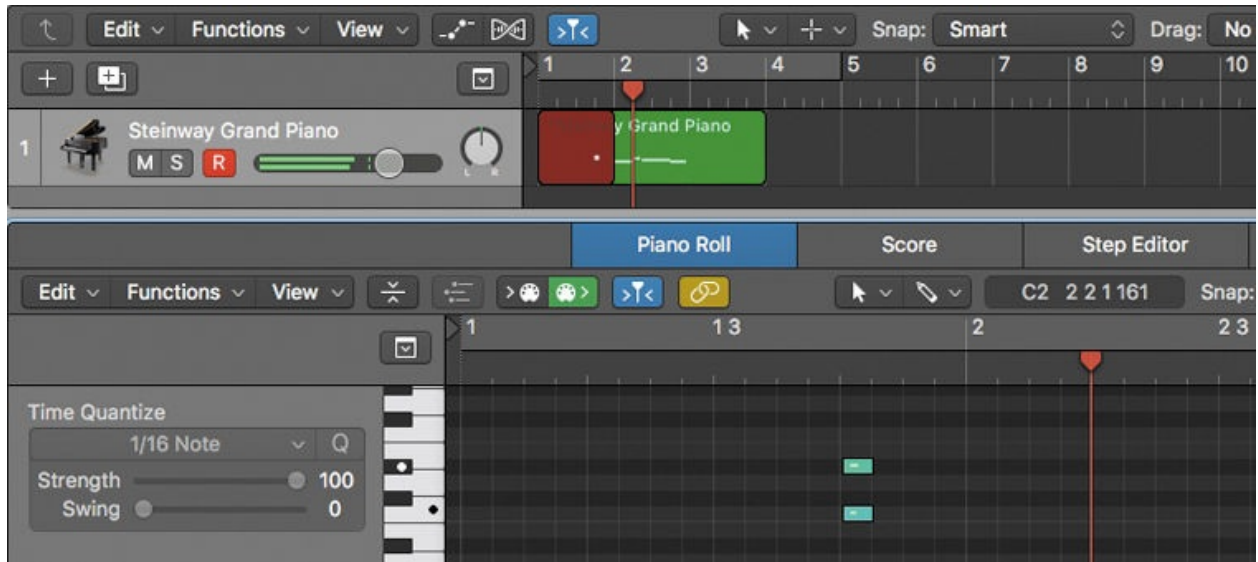 Edit Functions View Snap: Smart Drag: No
1 2 3 4 5 6 7 8 9 10
1 Steinway Grand Piano
M S R
L R
y Grand Piano
Piano Roll Score Step Editor
Edit Functions View C2 2 2 1 161 Snap:
1 1 3 2 2 3
Time Quantize
1/16 Note Q
Strength 100
Swing 0